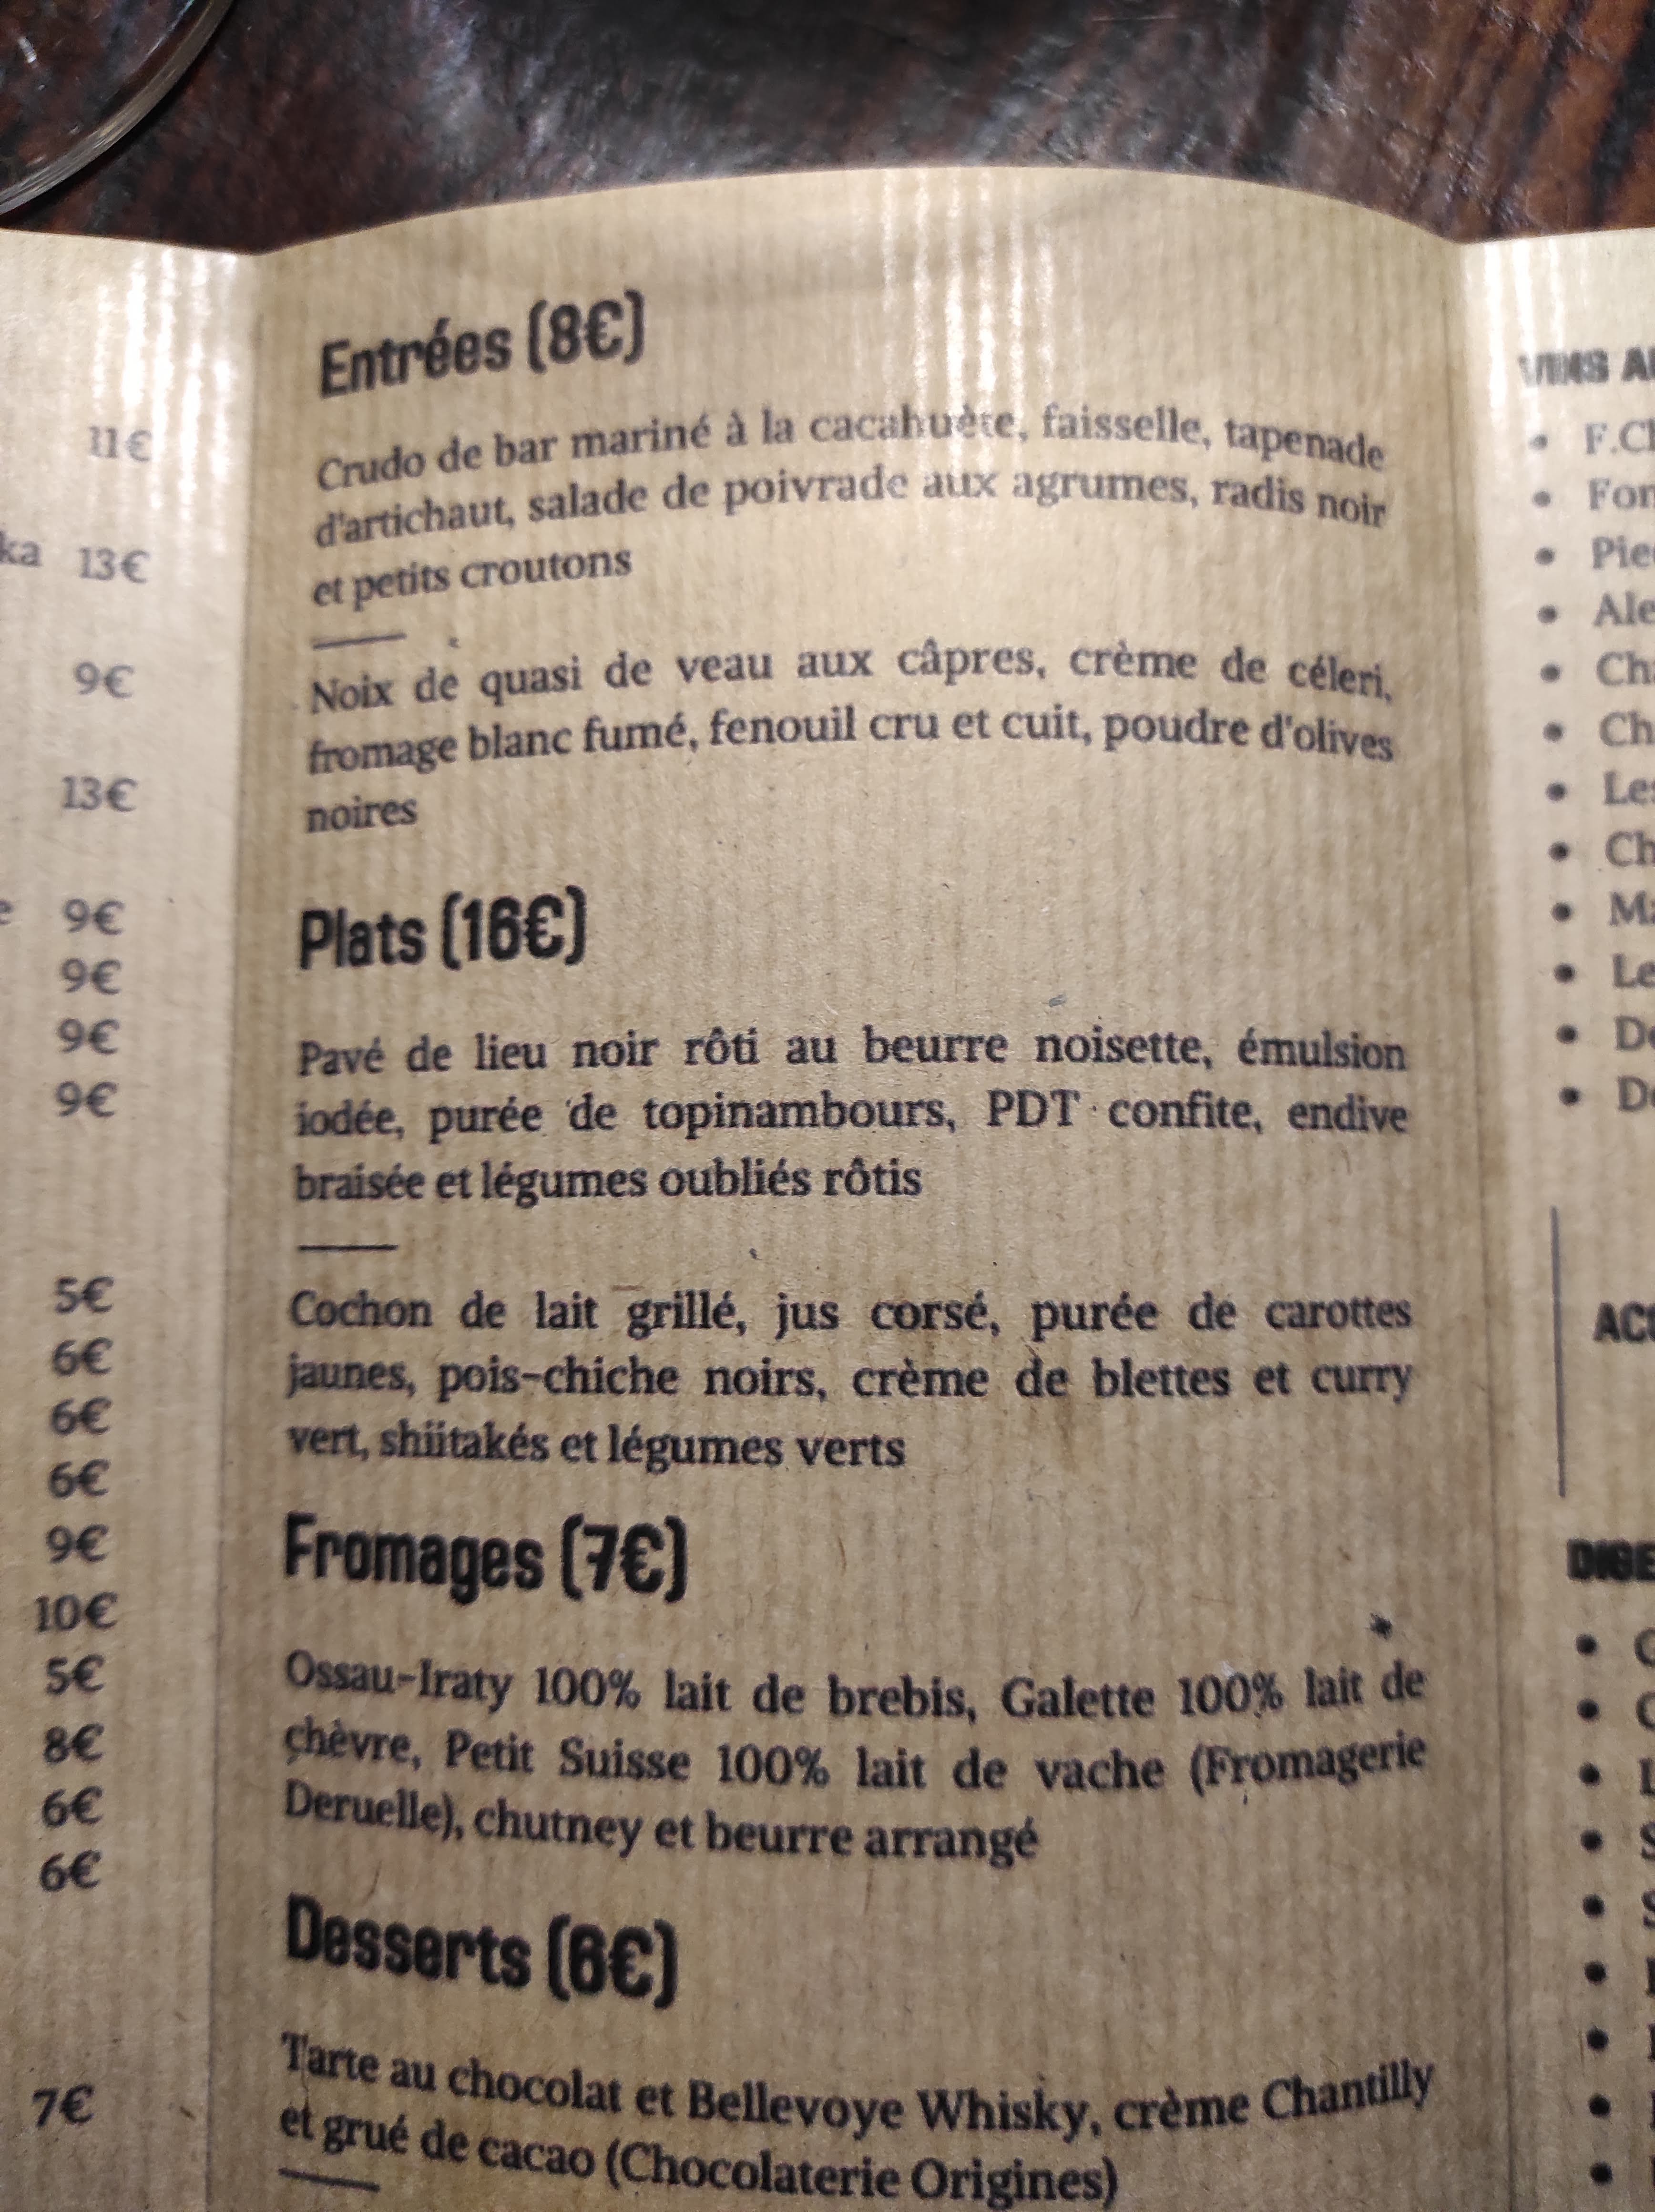 11€
ka 13€
9€
13€
e 9€
9€
9€
9€
5€
6€
6€
6€
9€
10€
5€
8€
6€
6€
7€
Entrées (8€)
Crudo de bar mariné à la cacahuète, faisselle, tapenade
d'artichaut, salade de poivrade aux agrumes, radis noir
et petits croutons
Noix de quasi de veau aux câpres, crème de céleri,
fromage blanc fumé, fenouil cru et cuit, poudre d'olives
noires
Plats (16€)
Pavé de lieu noir rôti au beurre noisette, émulsion
iodée, purée de topinambours, PDT confite, endive
braisée et légumes oubliés rôtis
Cochon de lait grillé, jus corsé, purée de carottes
jaunes, pois-chiche noirs, crème de blettes et curry
vert, shiitakés et légumes verts
Fromages (7€)
Ossau-Iraty 100% lait de brebis, Galette 100% lait de
chèvre, Petit Suisse 100% lait de vache (Fromagerie
Deruelle), chutney et beurre arrangé
Desserts (6€)
Tarte au chocolat et Bellevoye Whisky, crème Chantilly
et grué de cacao (Chocolaterie Origines)
VINS
• Pie
• Ale
• Ch
• Les
• Ch
• Le
DIGE